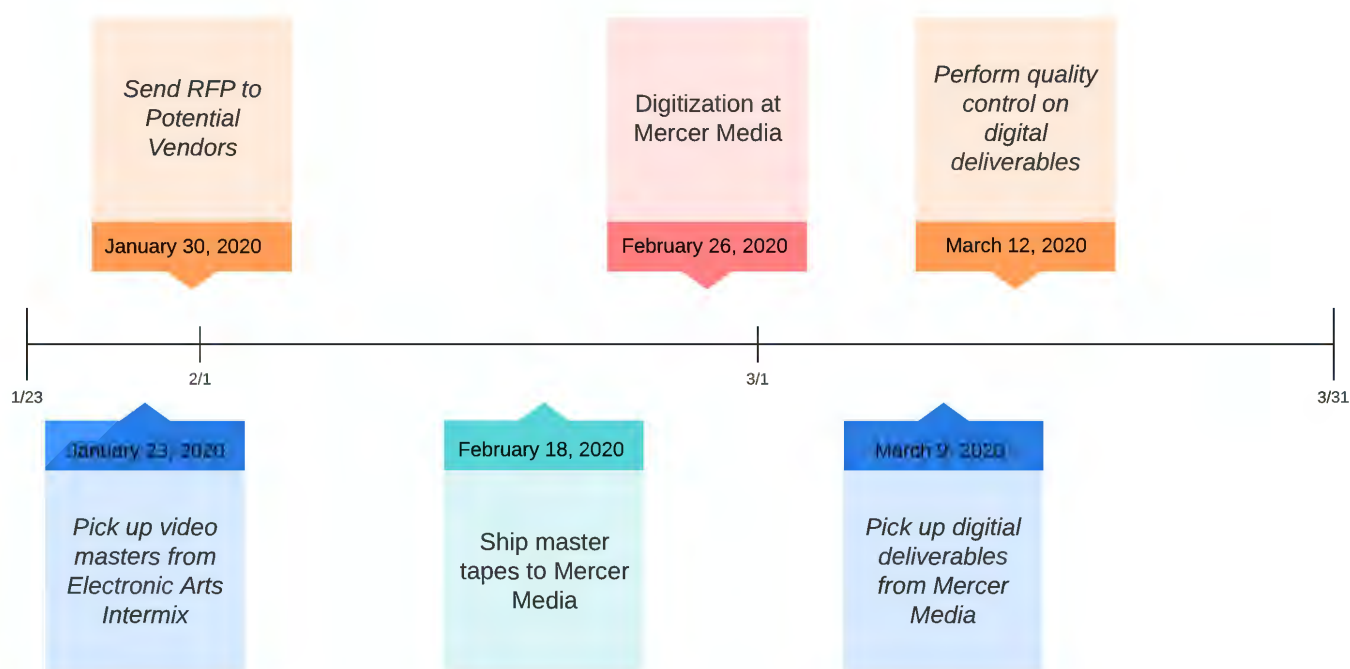 Send RFP to
Potential
Vendors
January 30, 2020
Digitization at
Mercer Media
February 26, 2020
Perform quality
control on
digital
deliverables
March 12, 2020
1/23
2/1
3/1
3/31
January 23, 2020
Pick up video
masters from
Electronic Arts
Intermix
February 18, 2020
Ship master
tapes to Mercer
Media
March 9, 2020
Pick up digitial
deliverables
from Mercer
Media